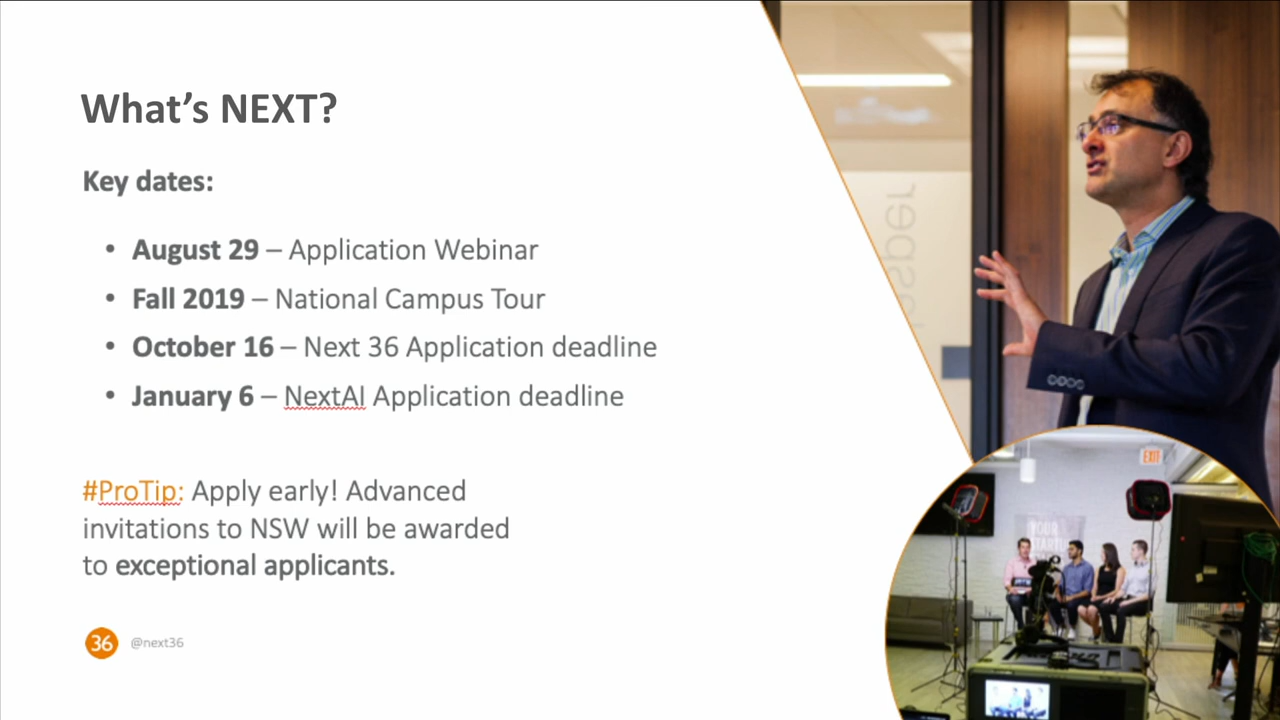 What's NEXT?
Key dates:
• August 29 – Application Webinar
• Fall 2019 – National Campus Tour
• October 16 – Next 36 Application deadline
• January 6 – NextAI Application deadline
#ProTip: Apply early! Advanced
invitations to NSW will be awarded
to exceptional applicants.
36 @next36
EXIT
YOUR